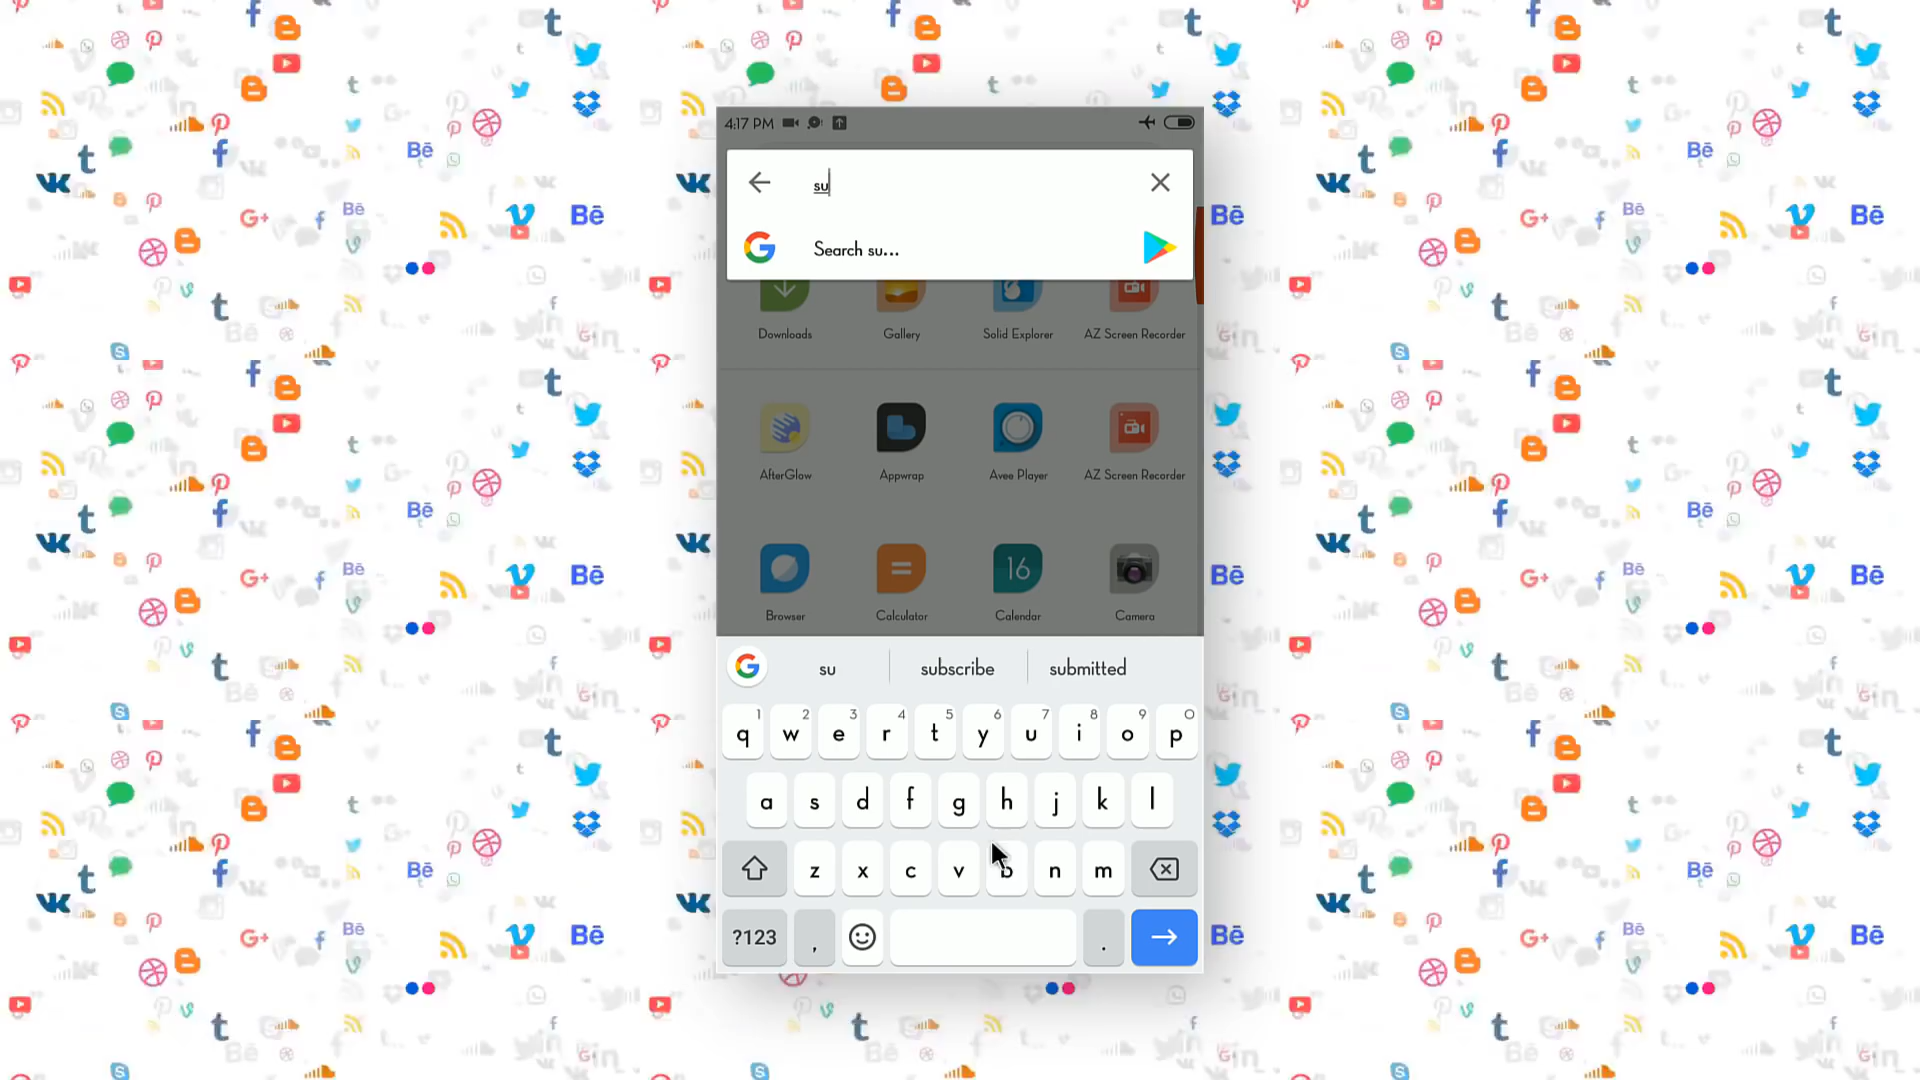 4:17 PM
su
Search su...
Downloads Gallery Solid Explorer AZ Screen Recorder
AfterGlow Appwrap Avee Player AZ Screen Recorder
16
Browser Calculator Calendar Camera
su subscribe submitted
1 2 3 4 5 6 7 8 9 0
q w e r t y u i o p
a s d f g h j k l
z x c v b n m
?123 , .